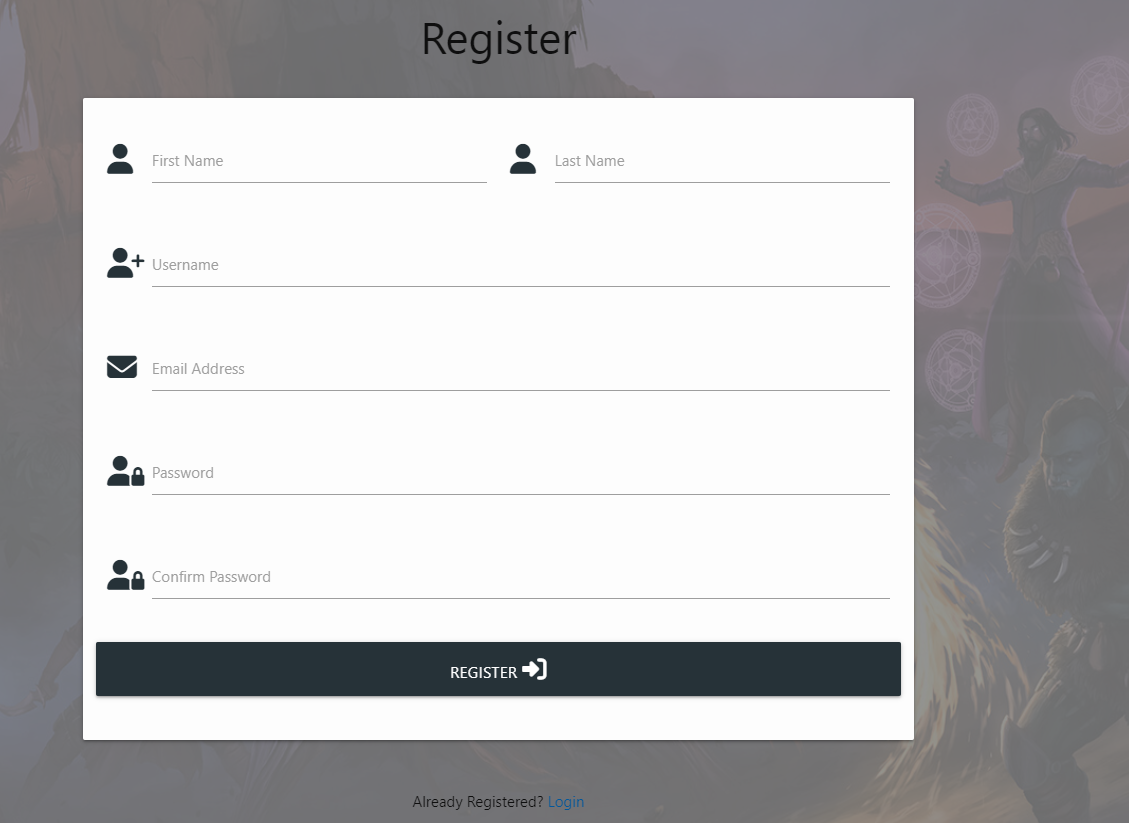 Register
First Name
Last Name
Username
Email Address
Password
Confirm Password
REGISTER
Already Registered? Login